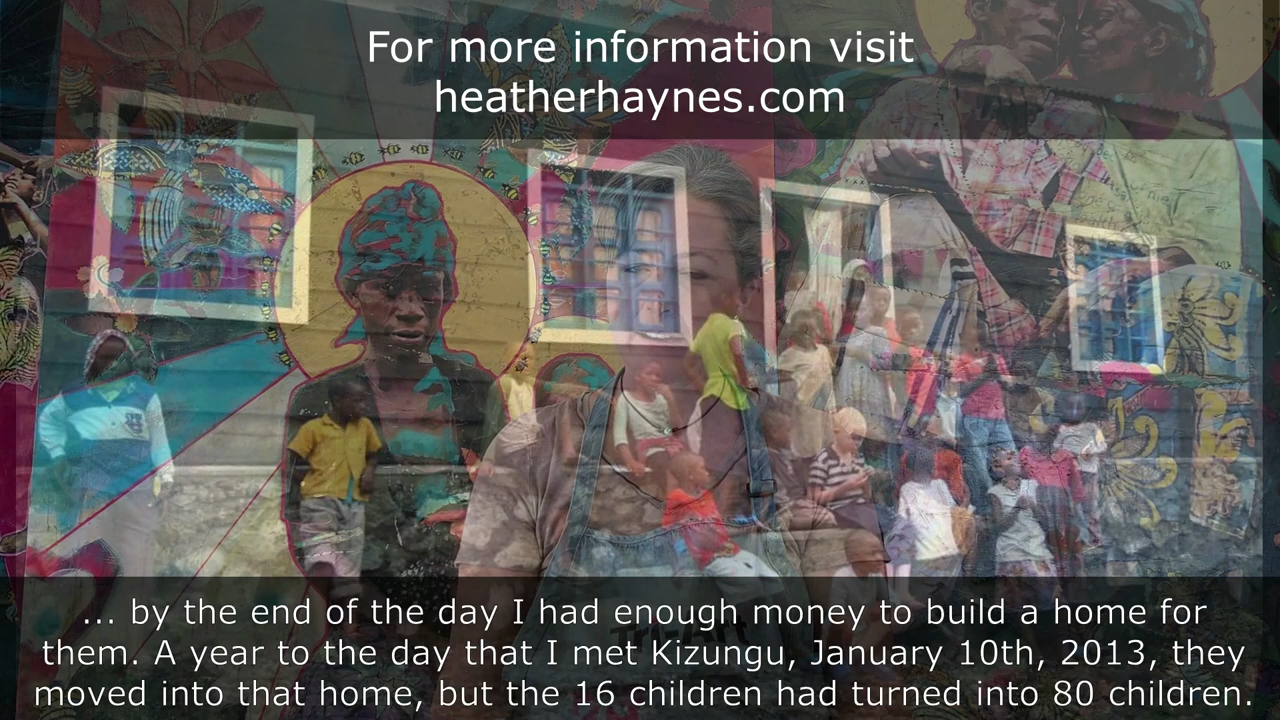 For more information visit
heatherhaynes.com
... by the end of the day I had enough money to build a home for
them. A year to the day that I met Kizungu, January 10th, 2013, they
moved into that home, but the 16 children had turned into 80 children.